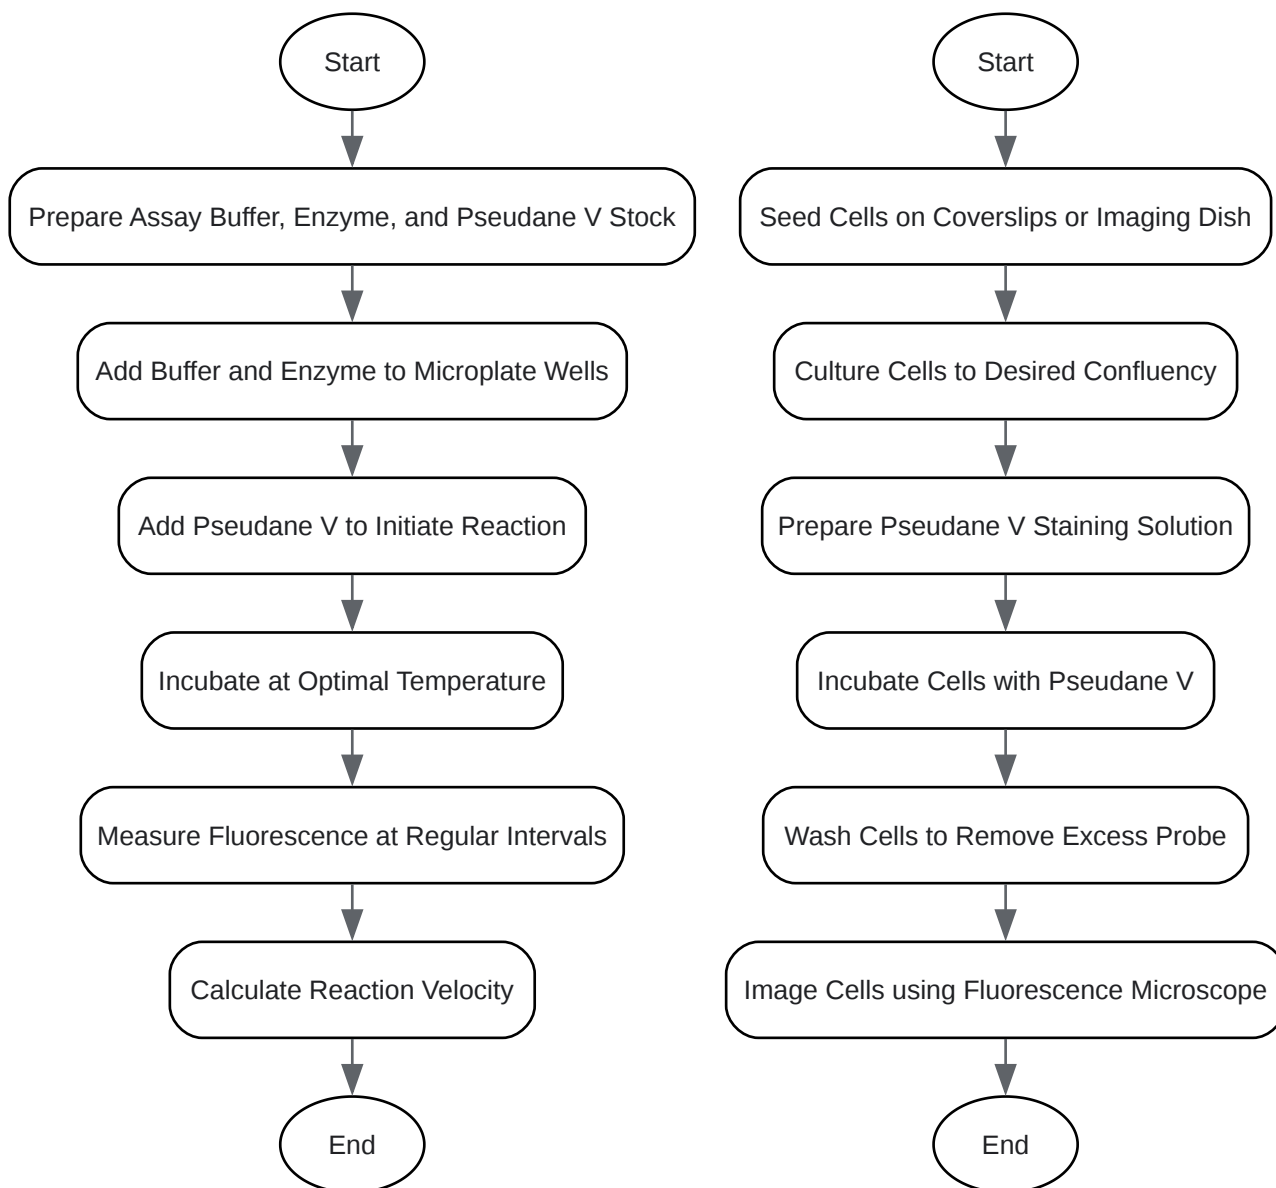 Start
Prepare Assay Buffer, Enzyme, and Pseudane V Stock
Add Buffer and Enzyme to Microplate Wells
Add Pseudane V to Initiate Reaction
Incubate at Optimal Temperature
Measure Fluorescence at Regular Intervals
Calculate Reaction Velocity
End
Start
Seed Cells on Coverslips or Imaging Dish
Culture Cells to Desired Confluency
Prepare Pseudane V Staining Solution
Incubate Cells with Pseudane V
Wash Cells to Remove Excess Probe
Image Cells using Fluorescence Microscope
End